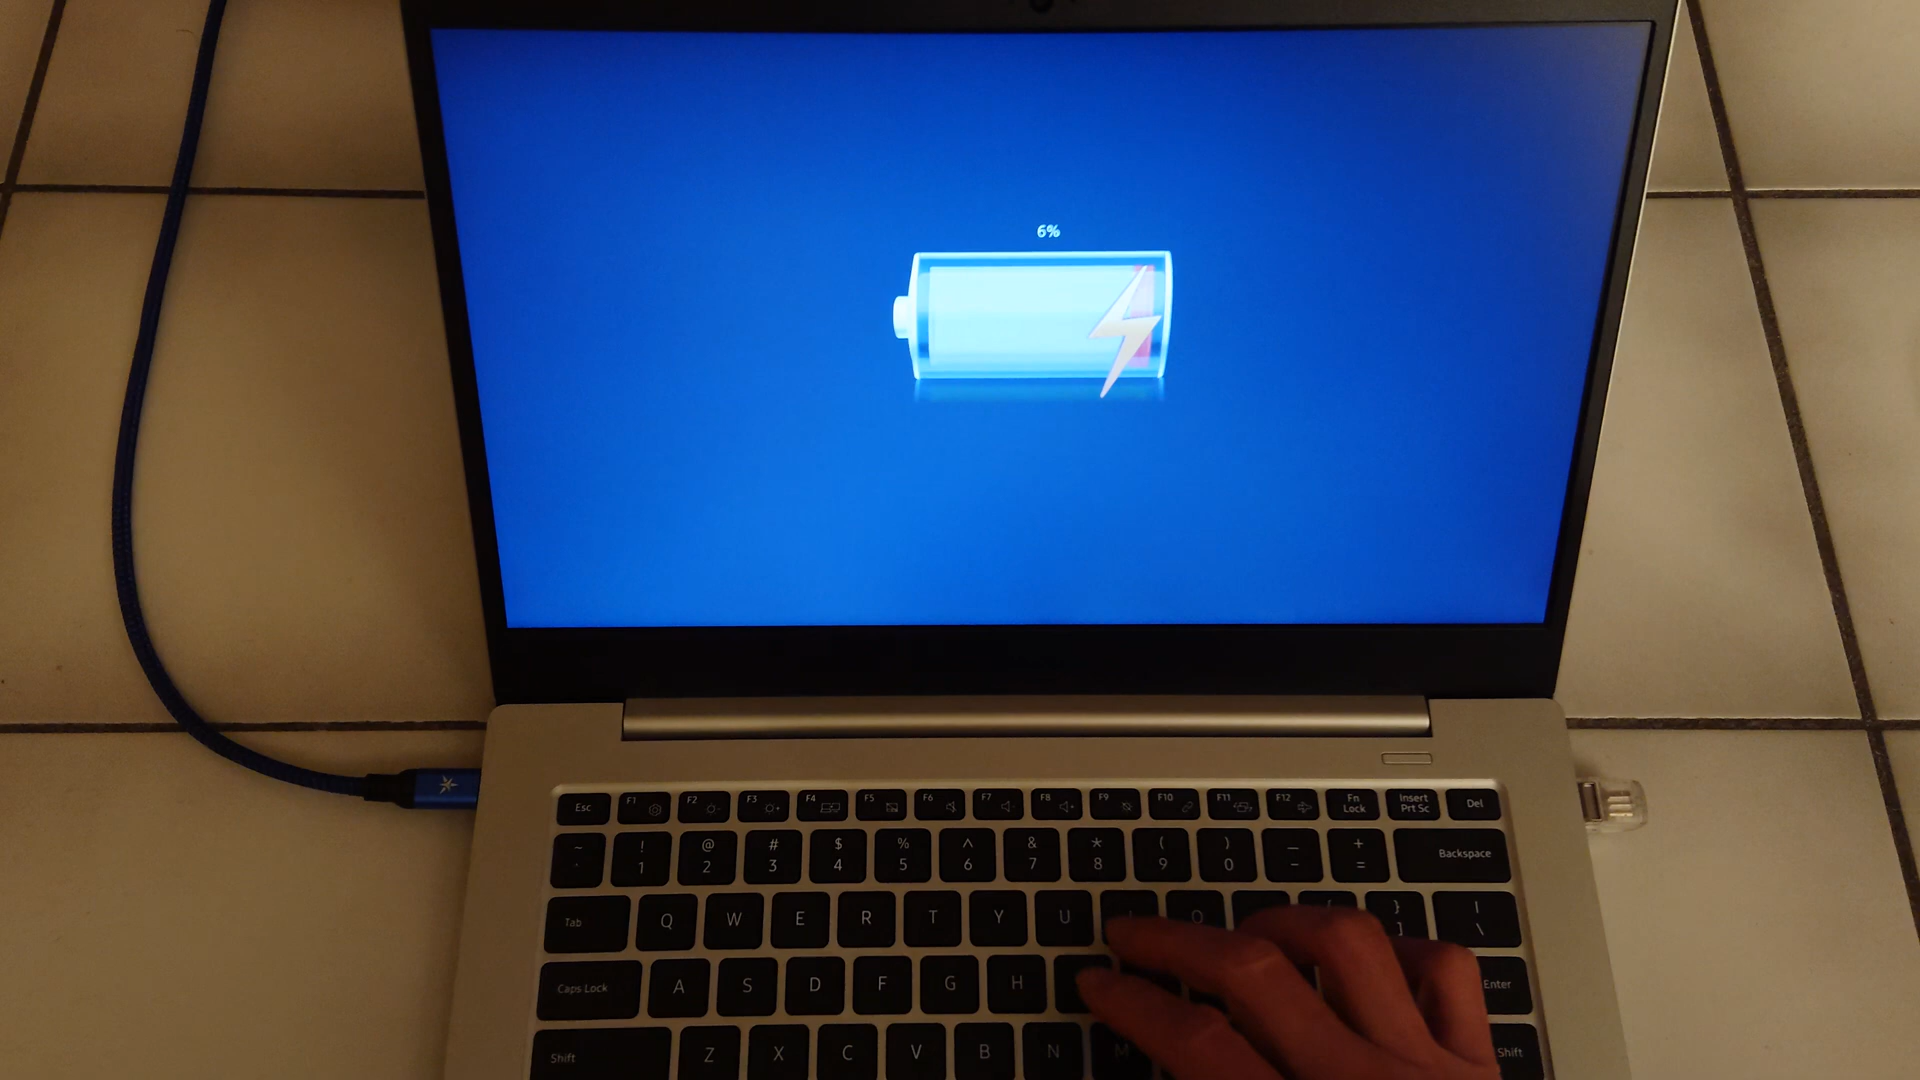 6%
Esc F1 F2 F3 F4 F5 F6 F7 F8 F9 F10 F11 F12 Fn Lock Insert Prt Sc Del
~ ! @ # $ % ^ & * ( ) — +
` 1 2 3 4 5 6 7 8 9 0 - = Backspace
Tab Q W E R T Y U O } ] | \
Caps Lock A S D F G H Enter
Shift Z X C V B N M Shift